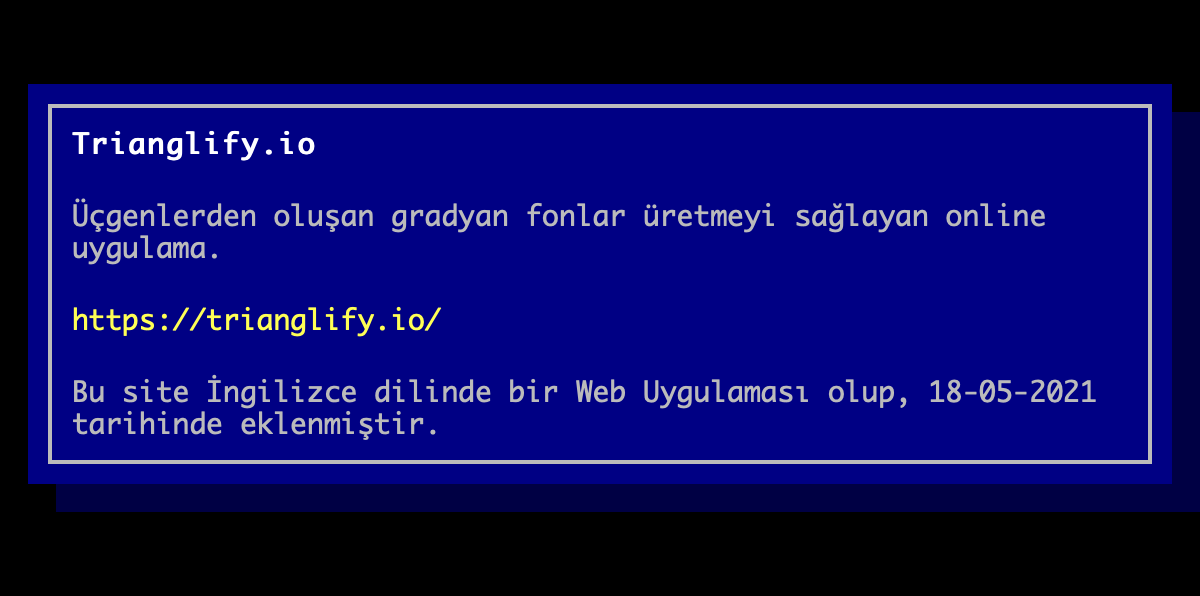 Trianglify.io
Üçgenlerden oluşan gradyan fonlar üretmeyi sağlayan online
uygulama.
https://trianglify.io/
Bu site İngilizce dilinde bir Web Uygulaması olup, 18-05-2021
tarihinde eklenmiştir.